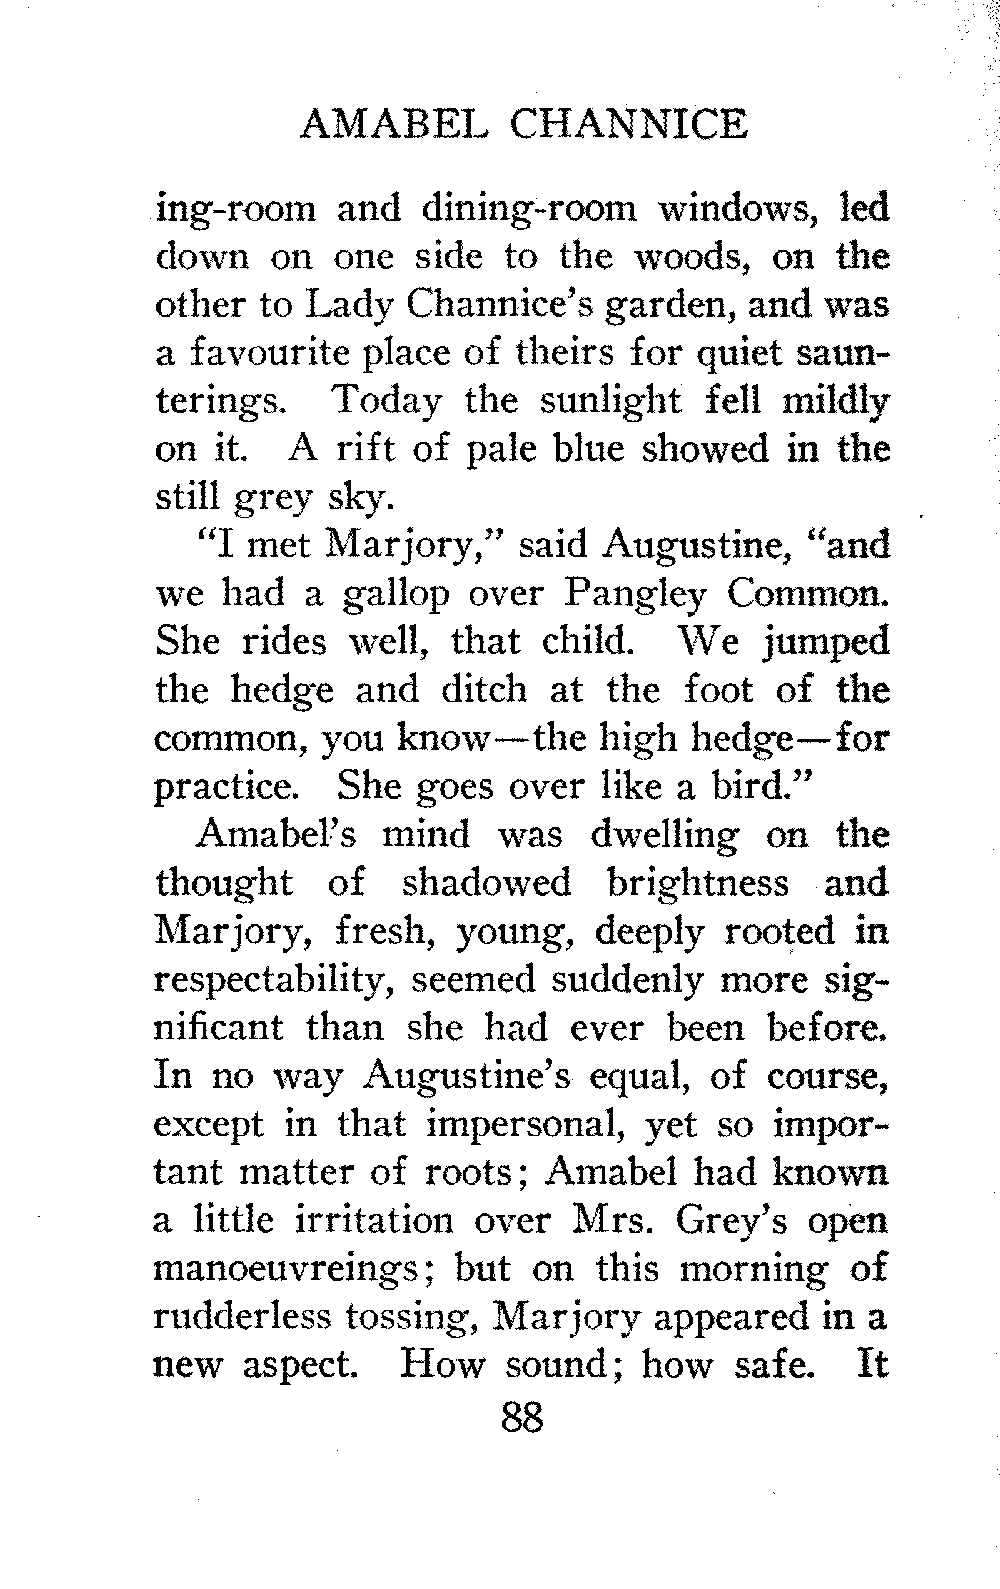 AMABEL CHANNICE
ing-room and dining-room windows, led
down on one side to the woods, on the
other to Lady Channice's garden, and was
a favourite place of theirs for quiet saun-
terings. Today the sunlight fell mildly
on it. A rift of pale blue showed in the
still grey sky.
"I met Marjory," said Augustine, "and
we had a gallop over Pangley Common.
She rides well, that child. We jumped
the hedge and ditch at the foot of the
common, you know—the high hedge—for
practice. She goes over like a bird."
Amabel's mind was dwelling on the
thought of shadowed brightness and
Marjory, fresh, young, deeply rooted in
respectability, seemed suddenly more sig-
nificant than she had ever been before.
In no way Augustine's equal, of course,
except in that impersonal, yet so impor-
tant matter of roots; Amabel had known
a little irritation over Mrs. Grey's open
manoeuvreings; but on this morning of
rudderless tossing, Marjory appeared in a
new aspect. How sound; how safe. It
88